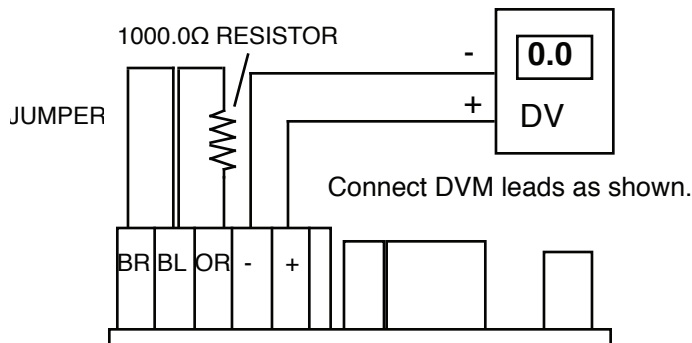 1000.0Ω RESISTOR
-
0.0
JUMPER
+
DV
Connect DVM leads as shown.
BR BL OR - +